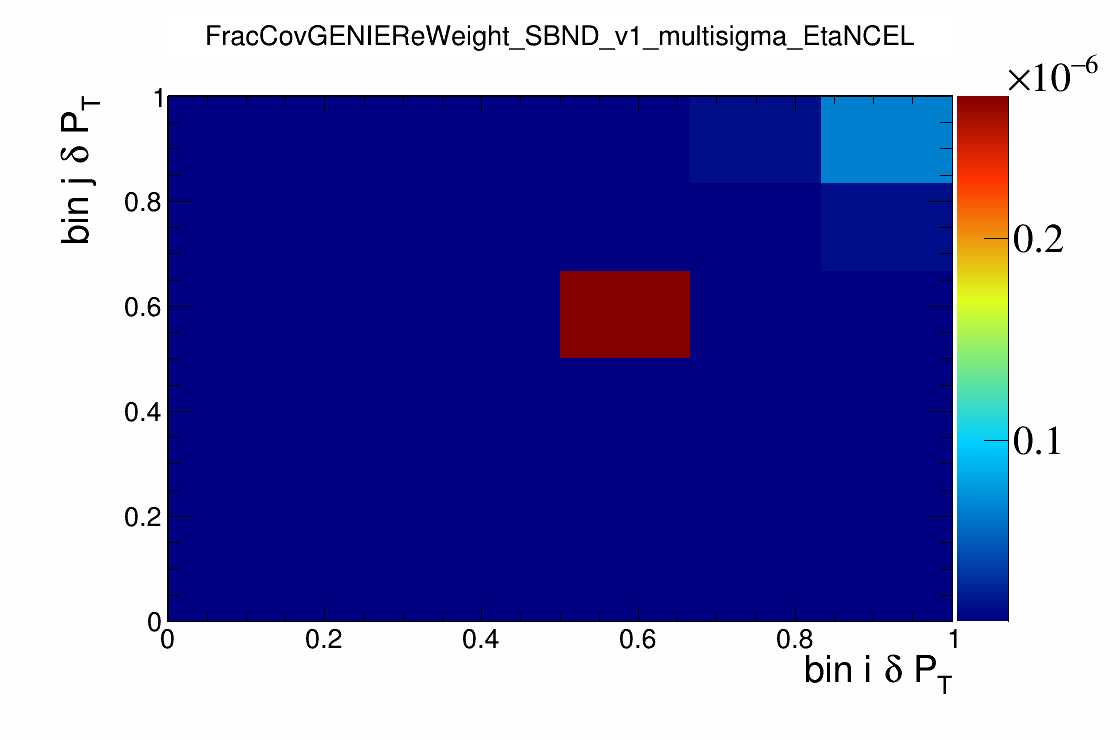 FracCovGENIEReWeight_SBND_v1_multisigma_EtaNCEL
×10⁻⁶
bin j δ P_T
1
0.8
0.6
0.4
0.2
0
0 0.2 0.4 0.6 0.8 1
bin i δ P_T
0.2
0.1